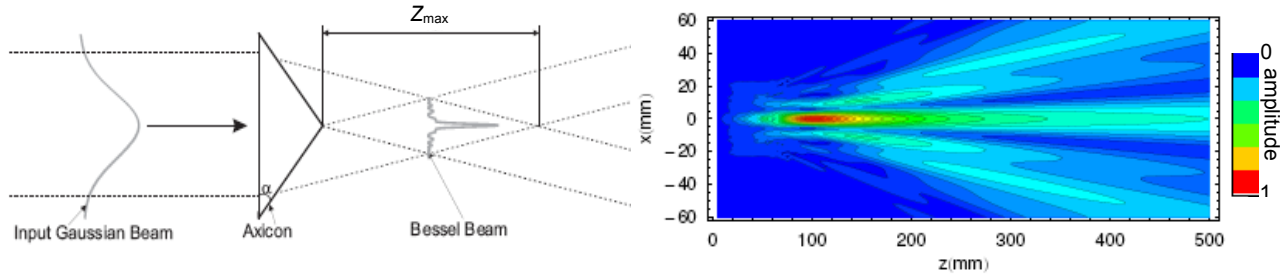 Z max
α
Input Gaussian Beam
Axicon
Bessel Beam
60
40
20
0
−20
−40
−60
x(mm)
0
100
200
300
400
500
z(mm)
0
amplitude
1